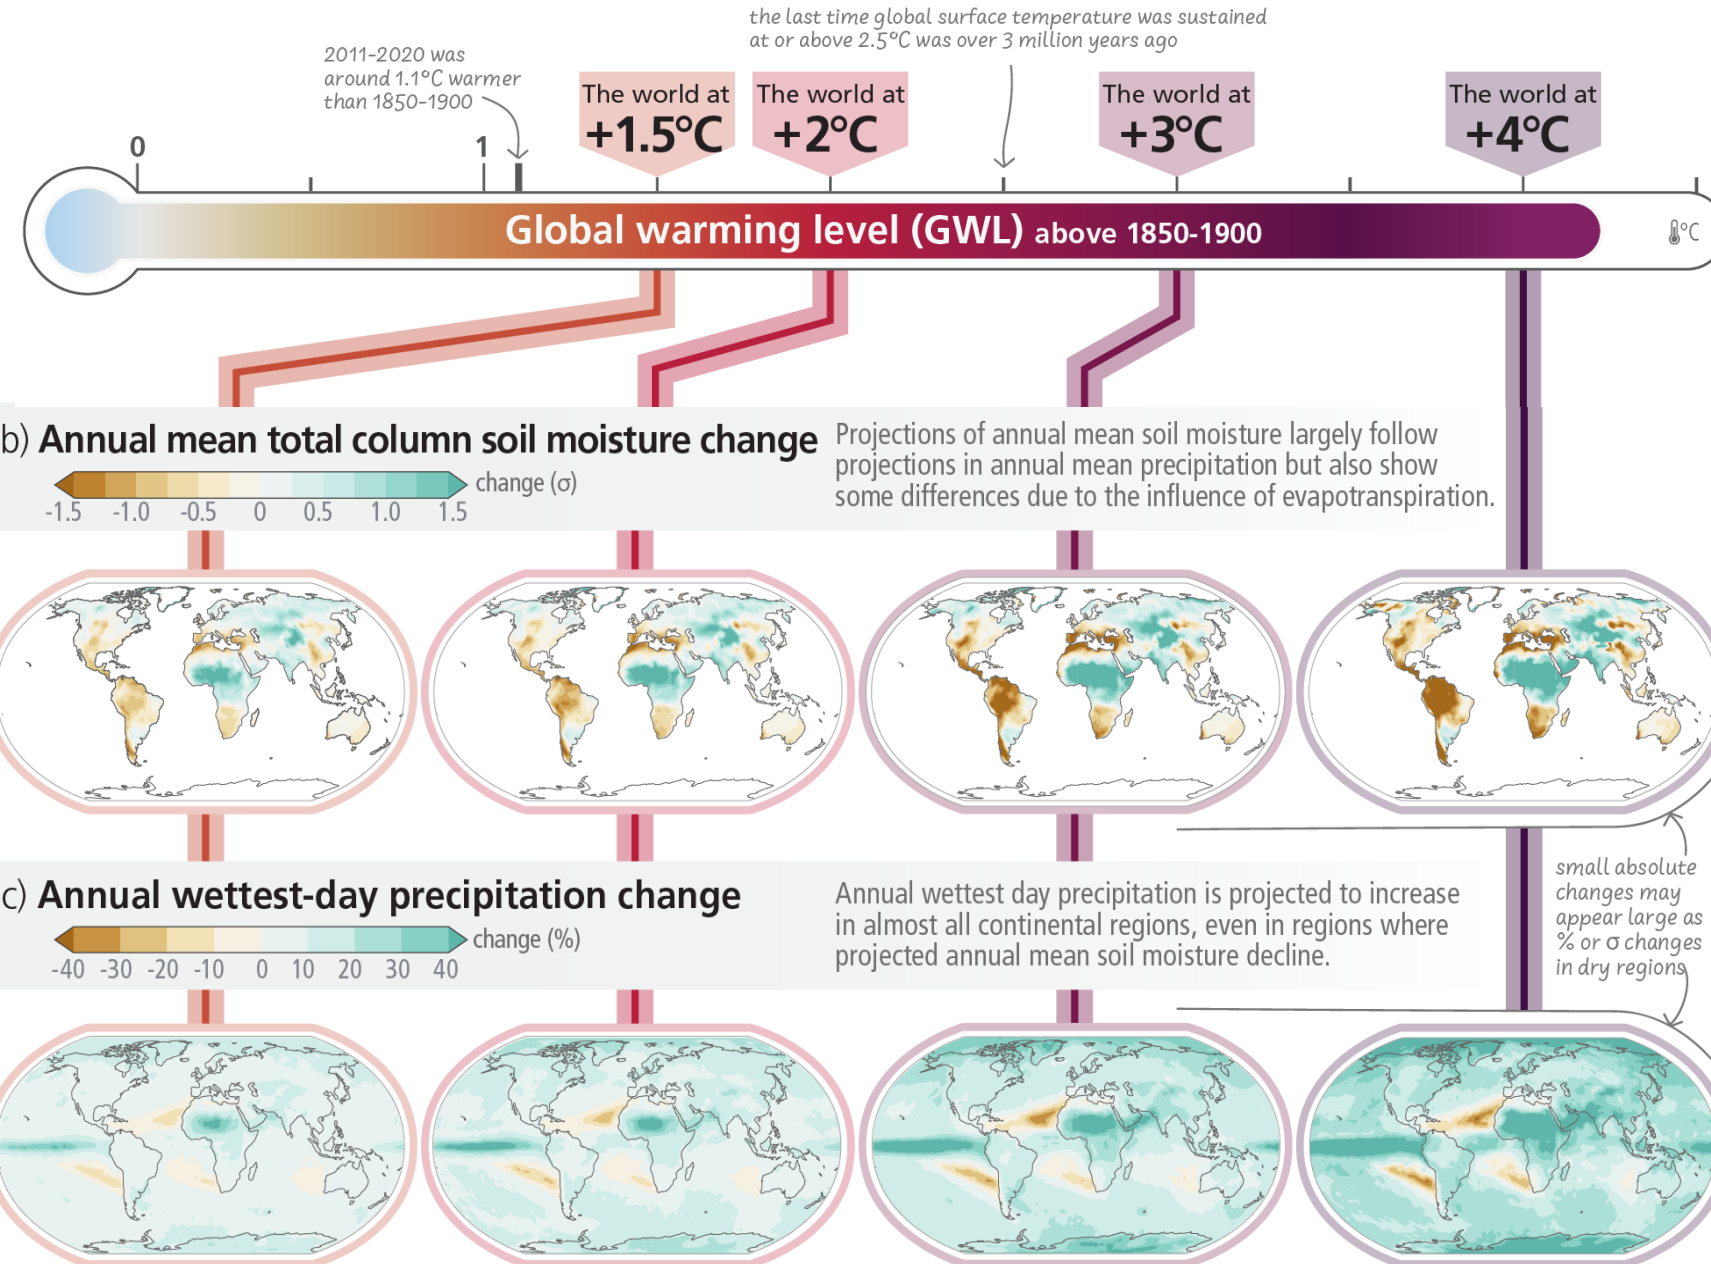 the last time global surface temperature was sustained
at or above 2.5°C was over 3 million years ago
2011-2020 was
around 1.1°C warmer
than 1850-1900
The world at
+1.5°C
The world at
+2°C
The world at
+3°C
The world at
+4°C
0
1
Global warming level (GWL) above 1850-1900
°C
b) Annual mean total column soil moisture change
change (σ)
-1.5 -1.0 -0.5 0 0.5 1.0 1.5
Projections of annual mean soil moisture largely follow
projections in annual mean precipitation but also show
some differences due to the influence of evapotranspiration.
c) Annual wettest-day precipitation change
change (%)
-40 -30 -20 -10 0 10 20 30 40
Annual wettest day precipitation is projected to increase
in almost all continental regions, even in regions where
projected annual mean soil moisture decline.
small absolute
changes may
appear large as
% or σ changes
in dry regions